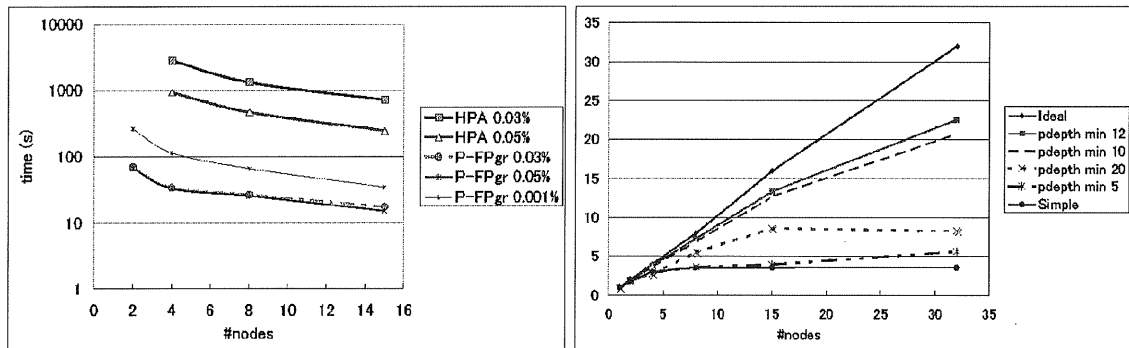 10000
1000
100
10
1
time (s)
0 2 4 6 8 10 12 14 16
#nodes
HPA 0.03%
HPA 0.05%
P-FPgr 0.03%
P-FPgr 0.05%
P-FPgr 0.001%
35
30
25
20
15
10
5
0
0 5 10 15 20 25 30 35
#nodes
Ideal
pdepth min 12
pdepth min 10
pdepth min 20
pdepth min 5
Simple